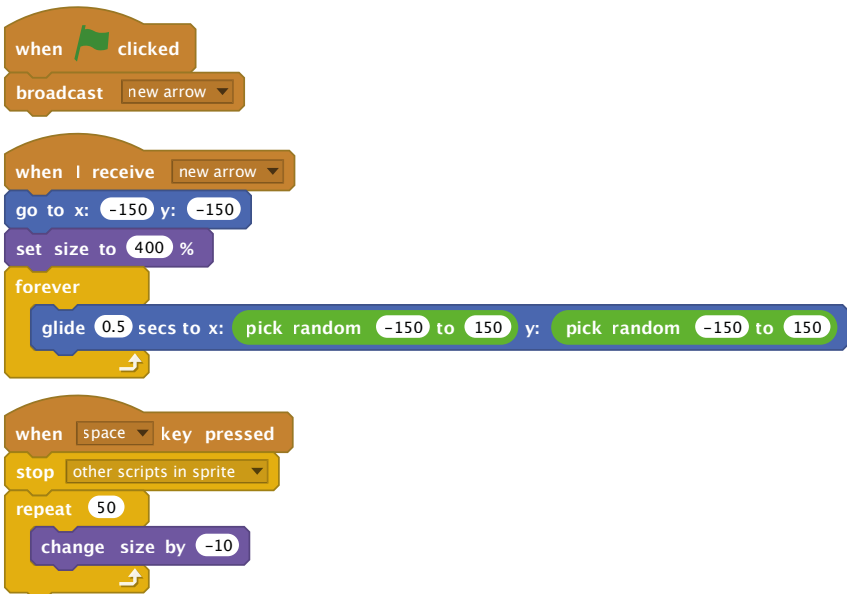 when clicked
broadcast new arrow
when I receive new arrow
go to x: -150 y: -150
set size to 400 %
forever
glide 0.5 secs to x: pick random -150 to 150 y: pick random -150 to 150
when space key pressed
stop other scripts in sprite
repeat 50
change size by -10